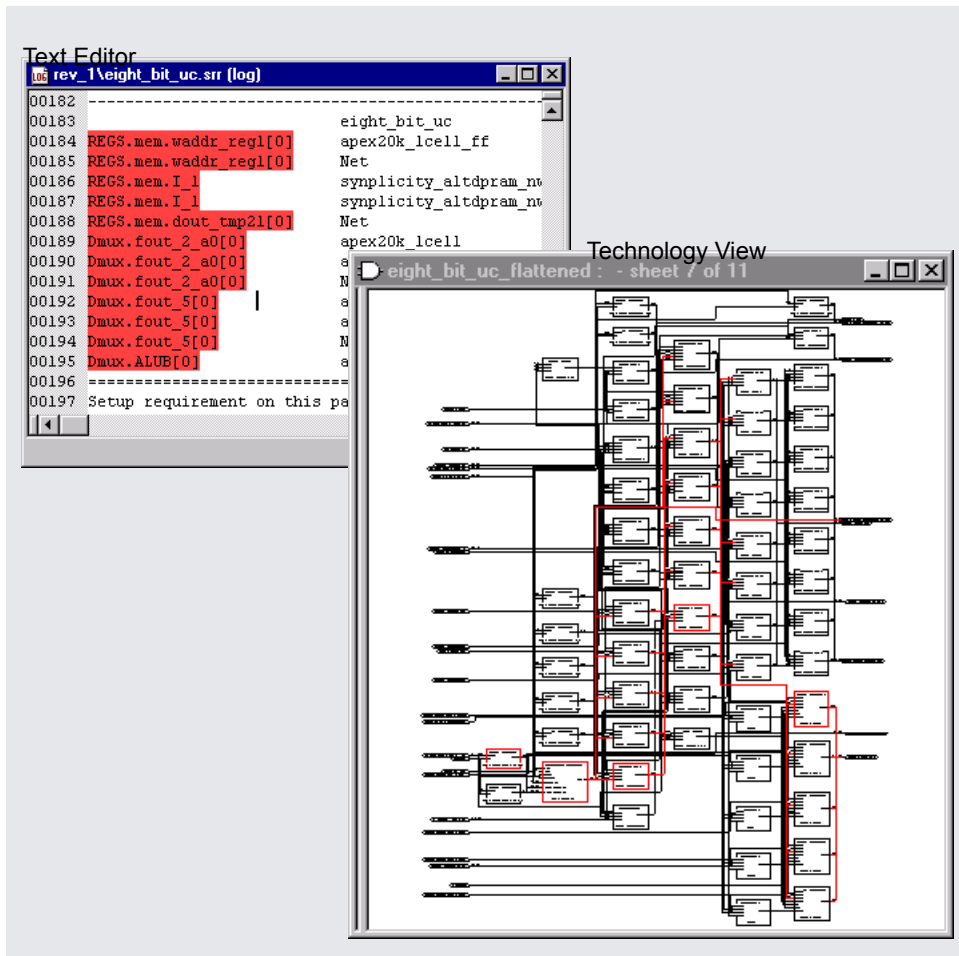 Text Editor
LOG rev_1\eight_bit_uc.srr (log)
00182 ----------------------------------------------------
00183 eight_bit_uc
00184 REGS.mem.waddr_reg1[0] apex20k_lcell_ff
00185 REGS.mem.waddr_reg1[0] Net
00186 REGS.mem.I_1 synplicity_altdpram_nw
00187 REGS.mem.I_1 synplicity_altdpram_nw
00188 REGS.mem.dout_tmp21[0] Net
00189 Dmux.fout_2_a0[0] apex20k_lcell
00190 Dmux.fout_2_a0[0] a
00191 Dmux.fout_2_a0[0] N
00192 Dmux.fout_5[0] a
00193 Dmux.fout_5[0] a
00194 Dmux.fout_5[0] N
00195 Dmux.ALUB[0] a
00196 ----------------------------
00197 Setup requirement on this pa
Technology View
eight_bit_uc_flattened : - sheet 7 of 11